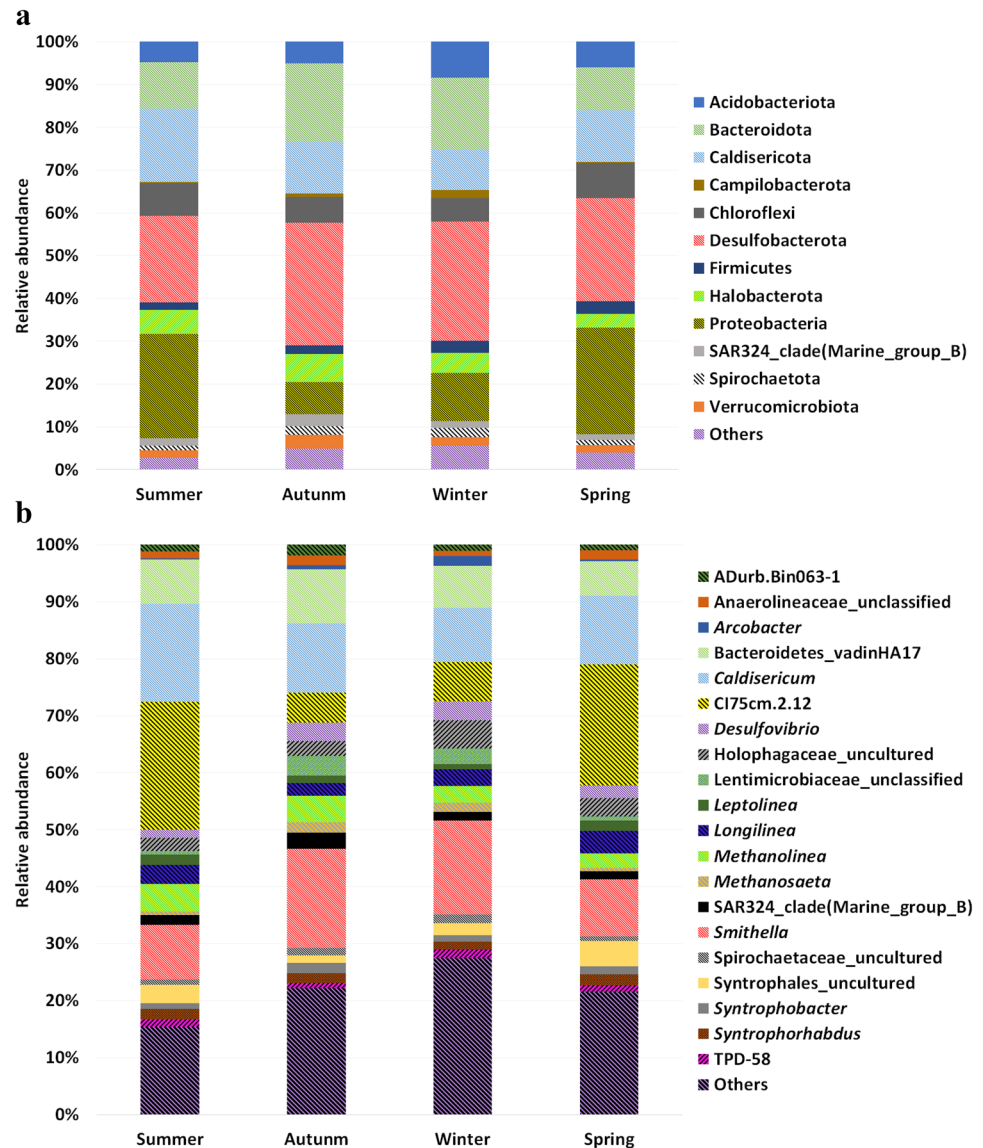 a
100%
90%
80%
70%
60%
50%
40%
30%
20%
10%
0%
Relative abundance
Summer
Autunm
Winter
Spring
Acidobacteriota
Bacteroidota
Caldisericota
Campilobacterota
Chloroflexi
Desulfobacterota
Firmicutes
Halobacterota
Proteobacteria
SAR324_clade(Marine_group_B)
Spirochaetota
Verrucomicrobiota
Others
b
100%
90%
80%
70%
60%
50%
40%
30%
20%
10%
0%
Relative abundance
Summer
Autunm
Winter
Spring
ADurb.Bin063-1
Anaerolineaceae_unclassified
Arcobacter
Bacteroidetes_vadinHA17
Caldisericum
CI75cm.2.12
Desulfovibrio
Holophagaceae_uncultured
Lentimicrobiaceae_unclassified
Leptolinea
Longilinea
Methanolinea
Methanosaeta
SAR324_clade(Marine_group_B)
Smithella
Spirochaetaceae_uncultured
Syntrophales_uncultured
Syntrophobacter
Syntrophorhabdus
TPD-58
Others